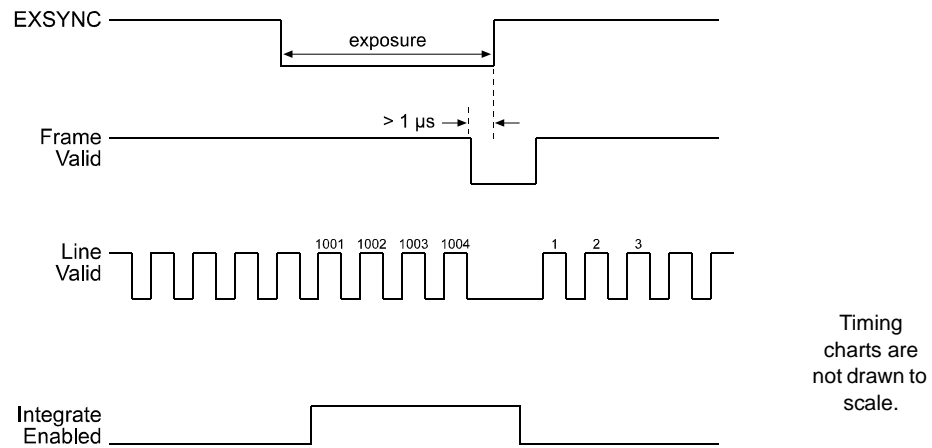 EXSYNC
exposure
> 1 µs
Frame
Valid
1001 1002 1003 1004 1 2 3
Line
Valid
Timing
charts are
not drawn to
scale.
Integrate
Enabled